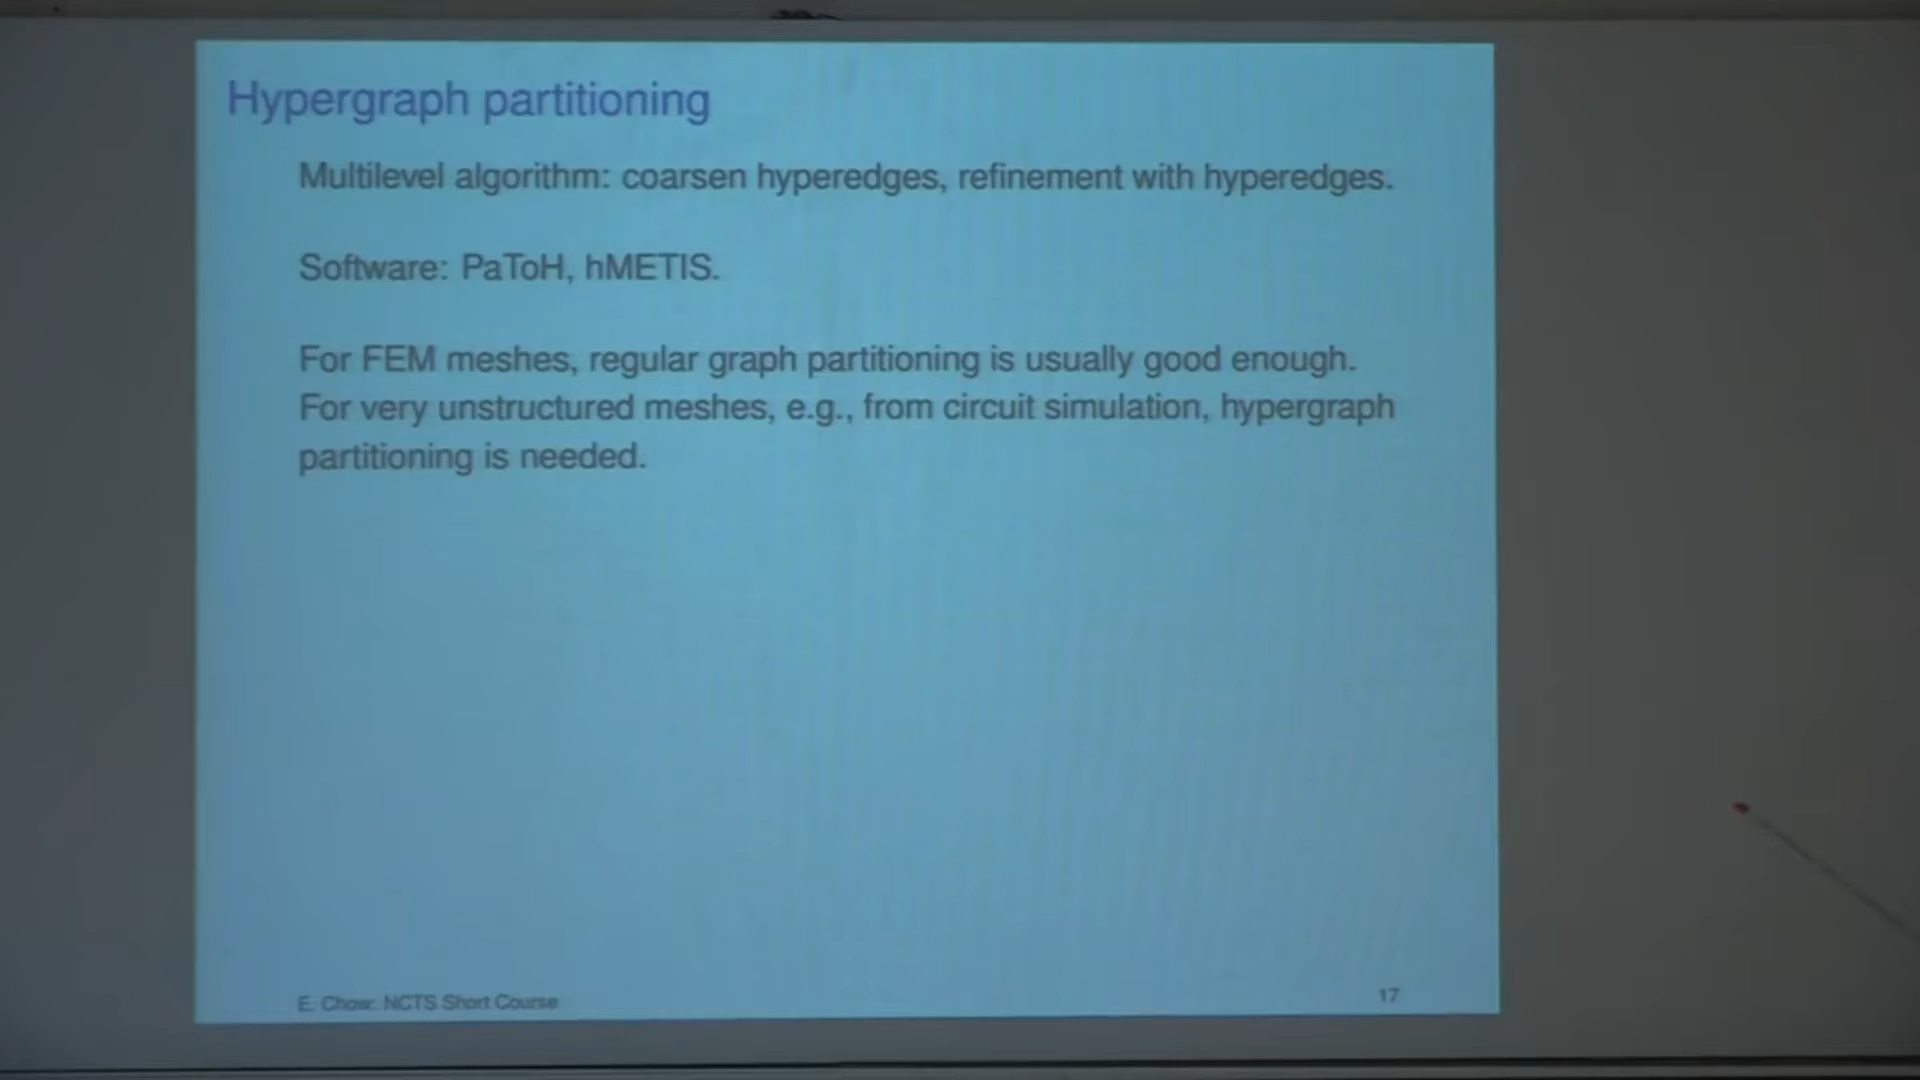 Hypergraph partitioning
Multilevel algorithm: coarsen hyperedges, refinement with hyperedges.
Software: PaToH, hMETIS.
For FEM meshes, regular graph partitioning is usually good enough.
For very unstructured meshes, e.g., from circuit simulation, hypergraph
partitioning is needed.
E. Chow: NCTS Short Course
17